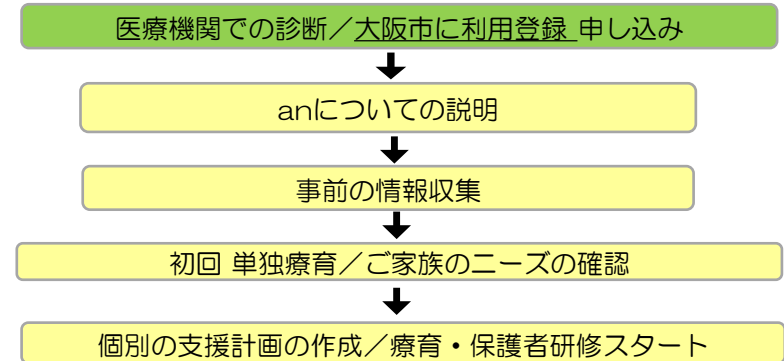 医療機関での診断／大阪市に利用登録 申し込み
anについての説明
事前の情報収集
初回 単独療育／ご家族のニーズの確認
個別の支援計画の作成／療育・保護者研修スタート